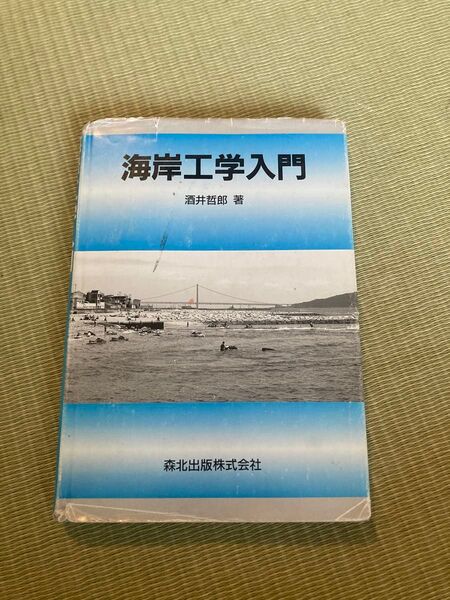 海岸工学入門
酒井哲郎 著
森北出版株式会社